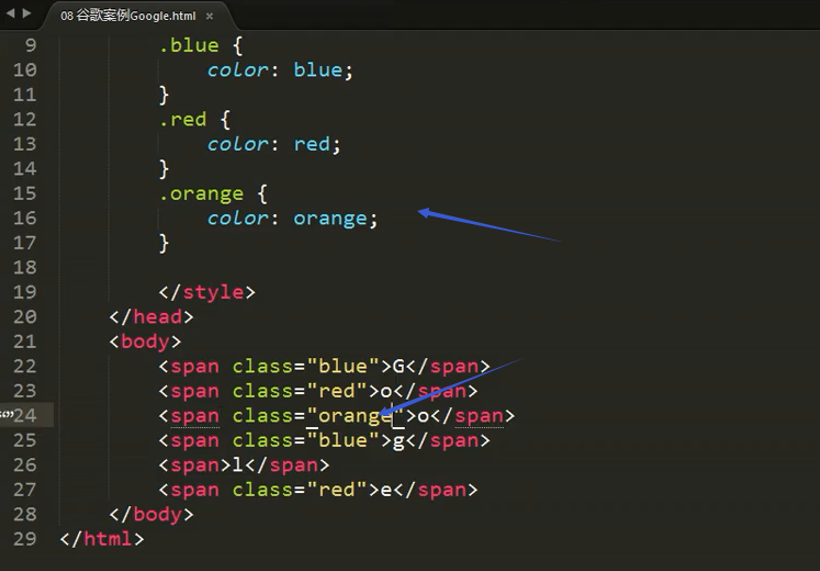 08 谷歌案例Google.html ×
9 .blue {
10 color: blue;
11 }
12 .red {
13 color: red;
14 }
15 .orange {
16 color: orange;
17 }
18
19 </style>
20 </head>
21 <body>
22 <span class="blue">G</span>
23 <span class="red">o</span>
24 <span class="orange">o</span>
25 <span class="blue">g</span>
26 <span>l</span>
27 <span class="red">e</span>
28 </body>
29 </html>